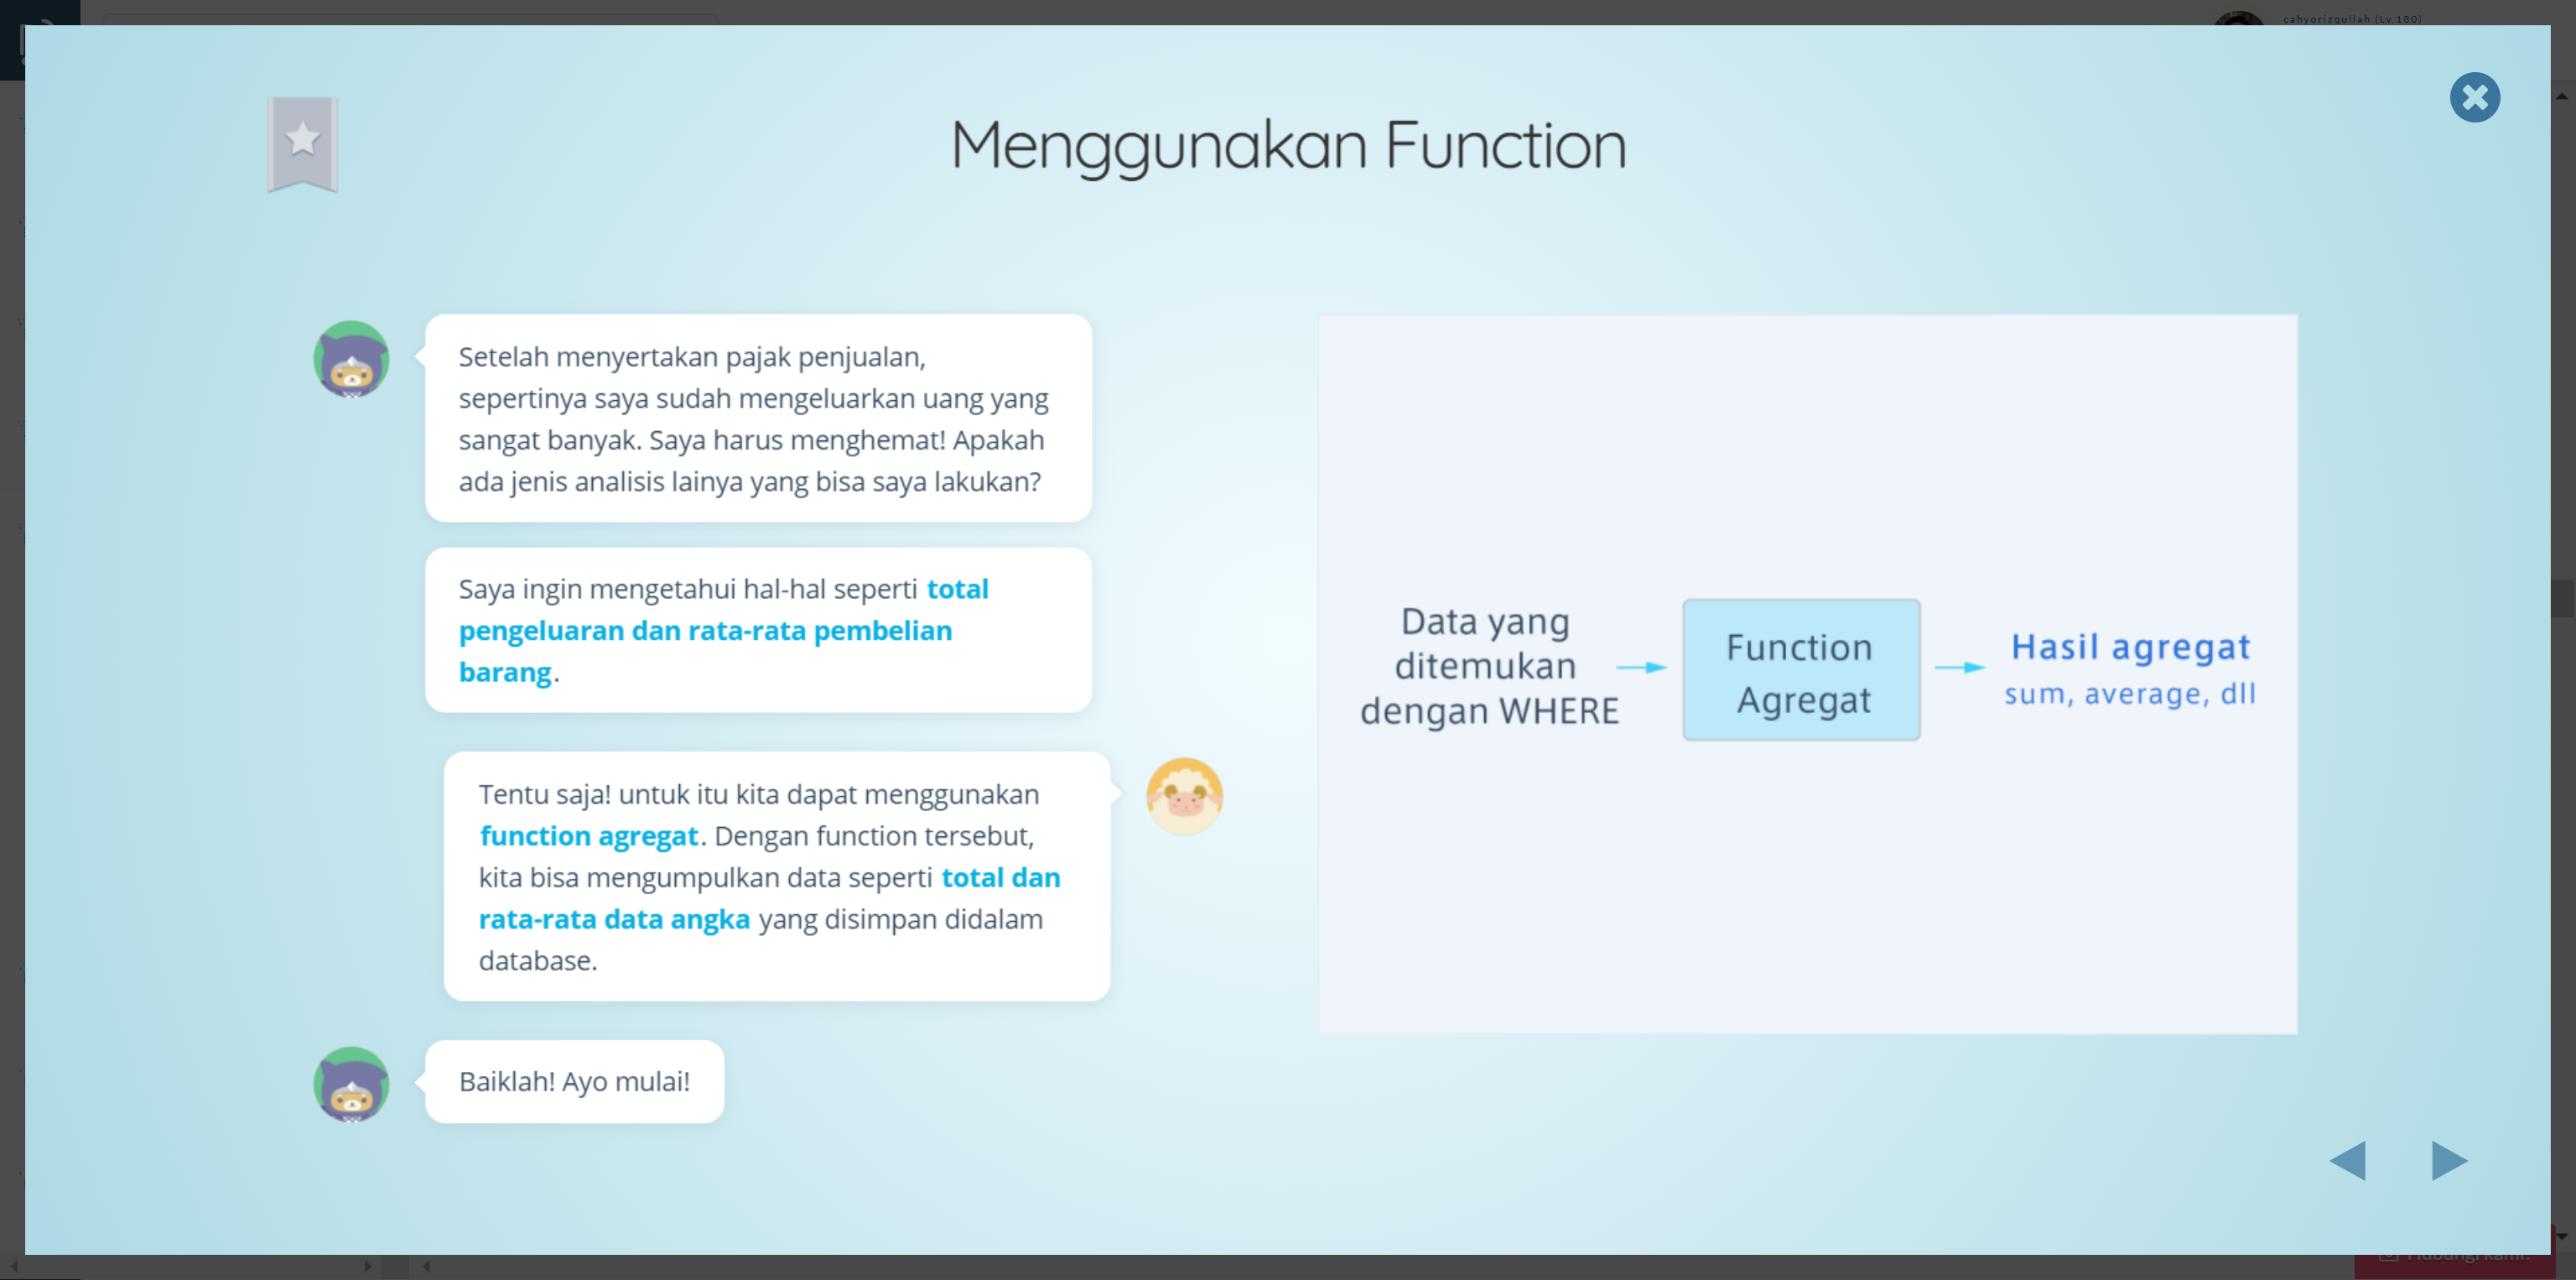 cahyorizqullah (Lv.180)
Menggunakan Function
Setelah menyertakan pajak penjualan,
sepertinya saya sudah mengeluarkan uang yang
sangat banyak. Saya harus menghemat! Apakah
ada jenis analisis lainya yang bisa saya lakukan?
Saya ingin mengetahui hal-hal seperti total
pengeluaran dan rata-rata pembelian
barang.
Tentu saja! untuk itu kita dapat menggunakan
function agregat. Dengan function tersebut,
kita bisa mengumpulkan data seperti total dan
rata-rata data angka yang disimpan didalam
database.
Baiklah! Ayo mulai!
Data yang
ditemukan
dengan WHERE
Function
Agregat
Hasil agregat
sum, average, dll